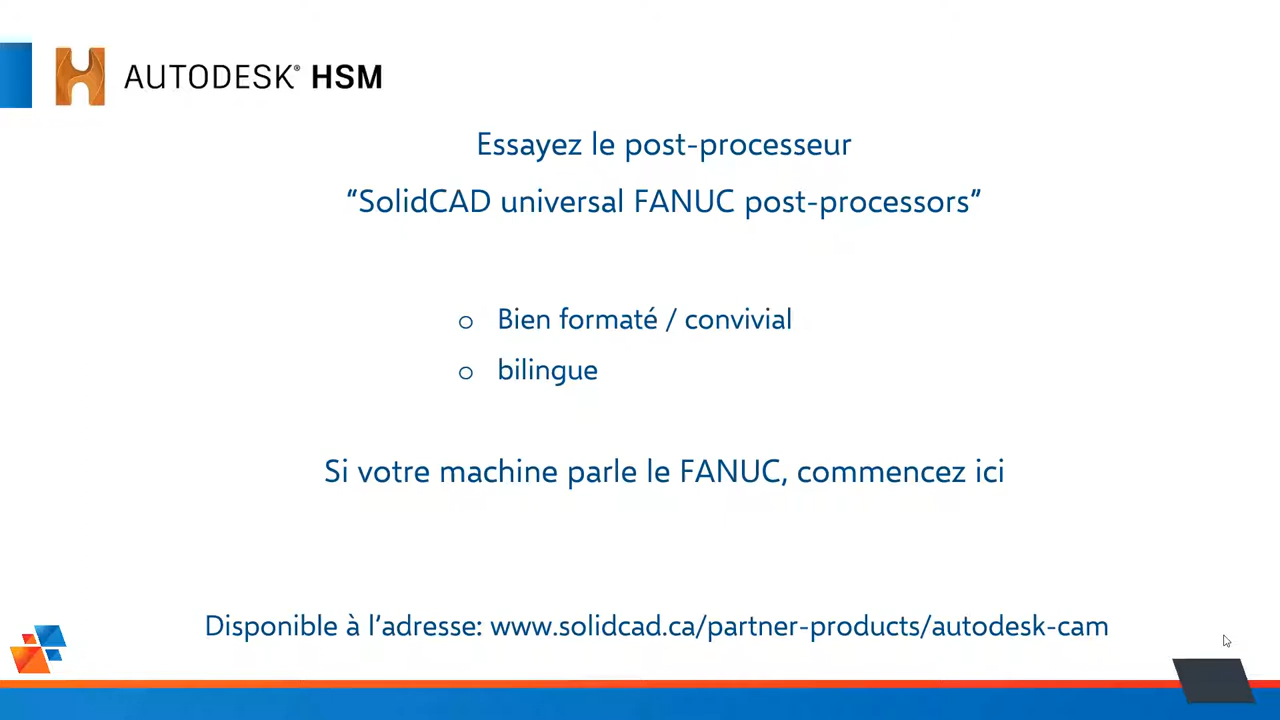 AUTODESK® HSM
Essayez le post-processeur
"SolidCAD universal FANUC post-processors"
o Bien formaté / convivial
o bilingue
Si votre machine parle le FANUC, commencez ici
Disponible à l'adresse: www.solidcad.ca/partner-products/autodesk-cam